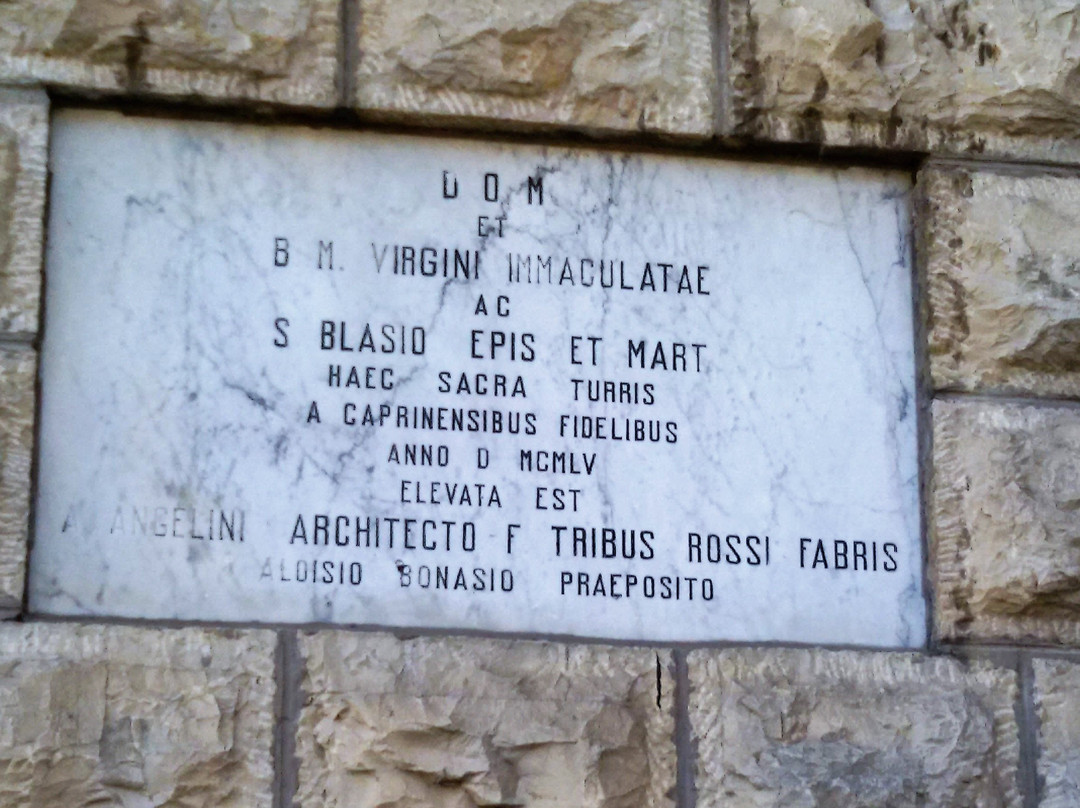 D O M
ET
B M. VIRGINI IMMACULATAE
AC
S BLASIO EPIS ET MART
HAEC SACRA TURRIS
A CAPRINENSIBUS FIDELIBUS
ANNO D MCMLV
ELEVATA EST
A ANGELINI ARCHITECTO F TRIBUS ROSSI FABRIS
ALOISIO BONASIO PRAEPOSITO